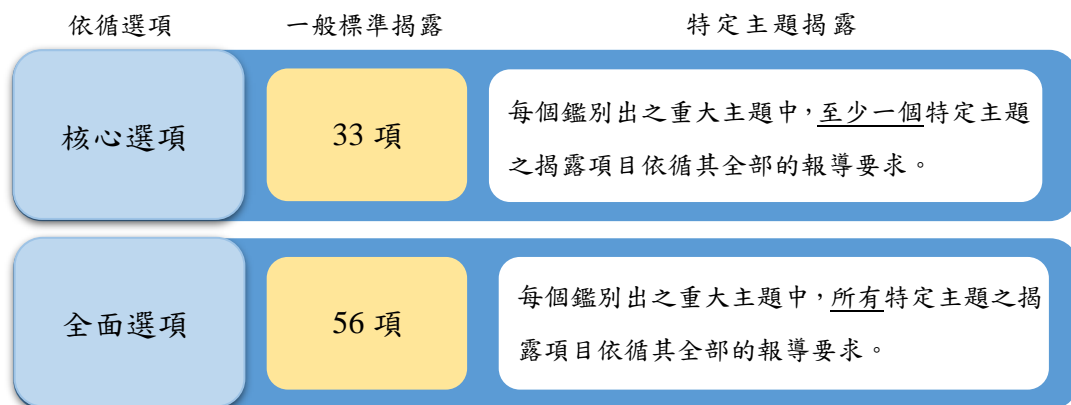 依循選項 一般標準揭露 特定主題揭露
核心選項
33 項
每個鑑別出之重大主題中，至少一個特定主題
之揭露項目依循其全部的報導要求。
全面選項
56 項
每個鑑別出之重大主題中，所有特定主題之揭
露項目依循其全部的報導要求。